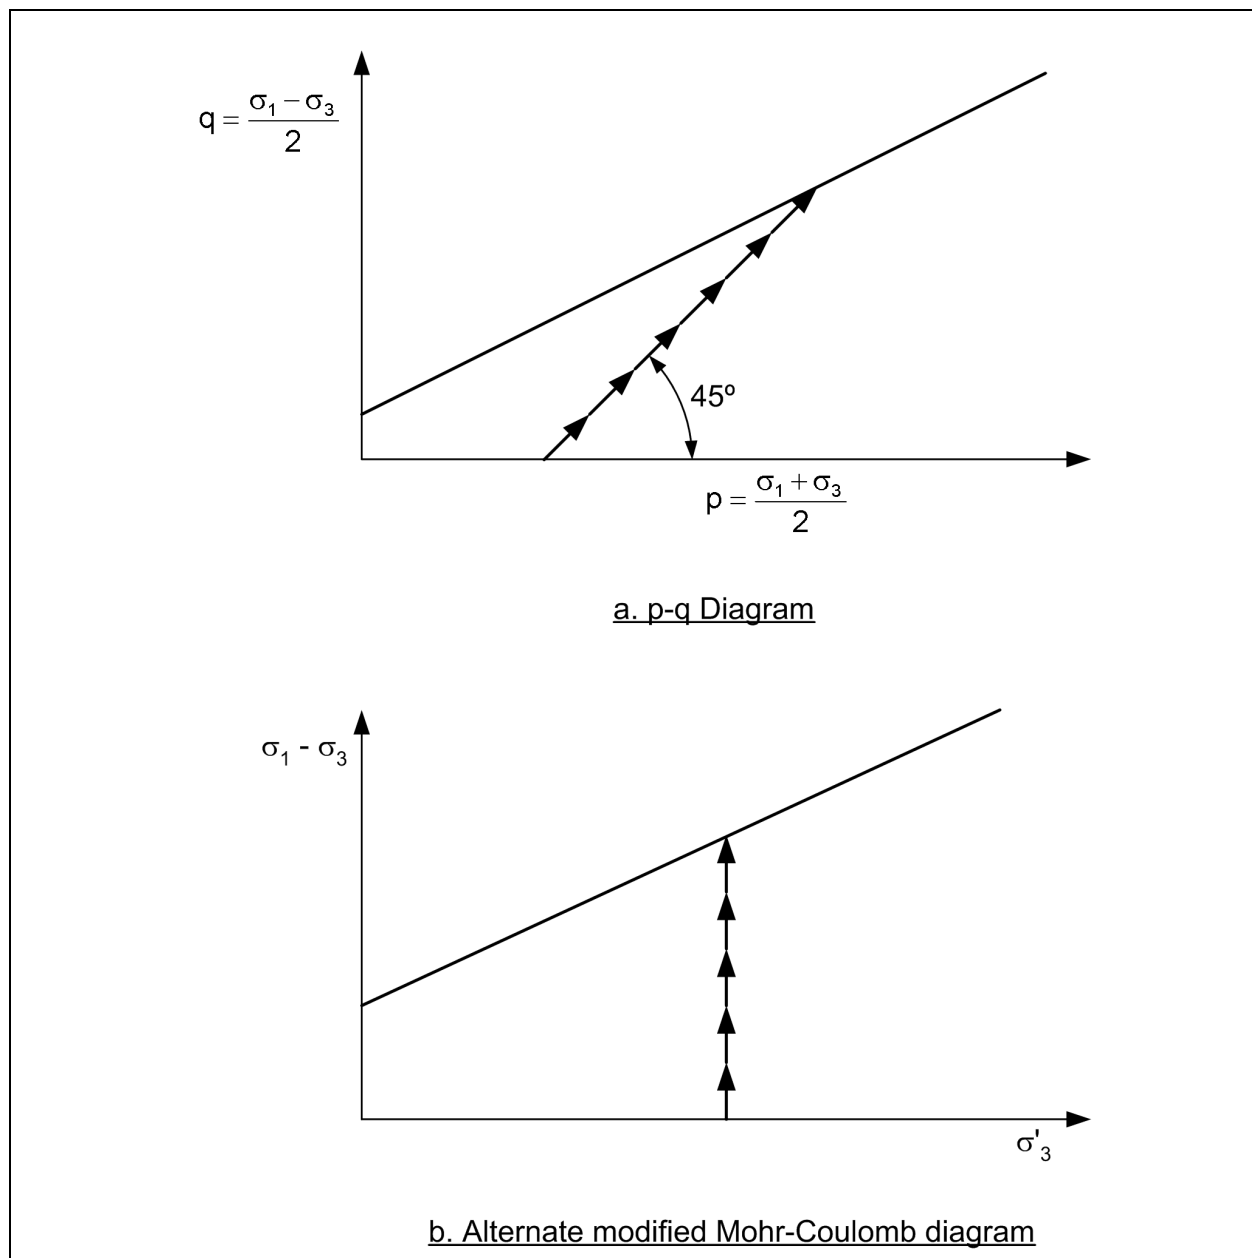 q = (σ₁ − σ₃) / 2
45º
p = (σ₁ + σ₃) / 2
a. p-q Diagram
σ₁ - σ₃
σ'₃
b. Alternate modified Mohr-Coulomb diagram